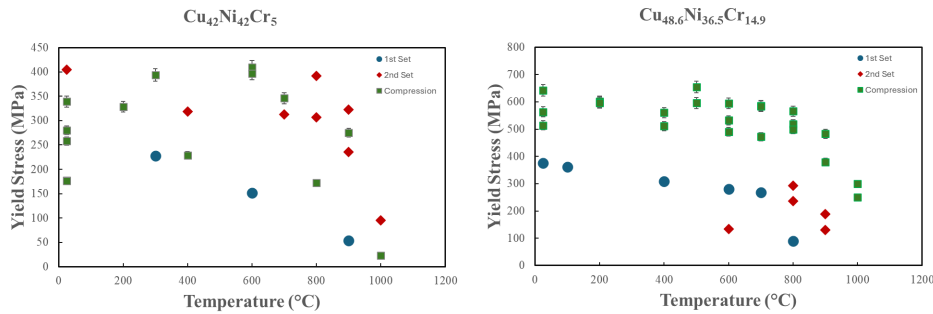 Cu42Ni42Cr5
450
400
350
300
250
200
150
100
50
0
0 200 400 600 800 1000 1200
Yield Stress (MPa)
Temperature (°C)
1st Set
2nd Set
Compression
Cu48.6Ni36.5Cr14.9
800
700
600
500
400
300
200
100
0
0 200 400 600 800 1000 1200
Yield Stress (MPa)
Temperature (°C)
1st Set
2nd Set
Compression